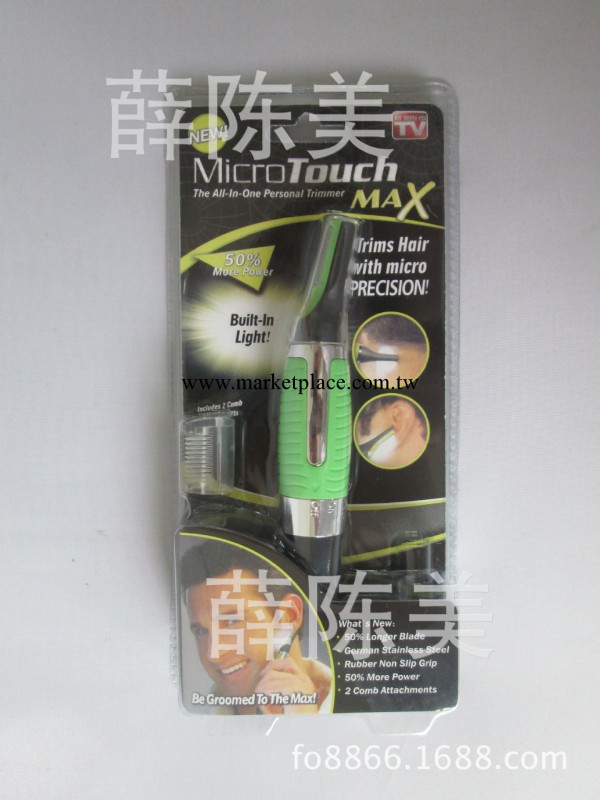 薛陈美
NEW!
AS SEEN ON
TV
MicroTouch
The All-In-One Personal Trimmer
MAX
50%
More Power
Trims Hair
with micro
PRECISION!
Built-In
Light!
www.marketplace.com.tw
Includes 2 Comb
OFF ON
薛陈美
What's New:
• 50% Longer Blade
German Stainless Steel
• Rubber Non Slip Grip
• 50% More Power
• 2 Comb Attachments
Be Groomed To The Max!
fo8866.1688.com